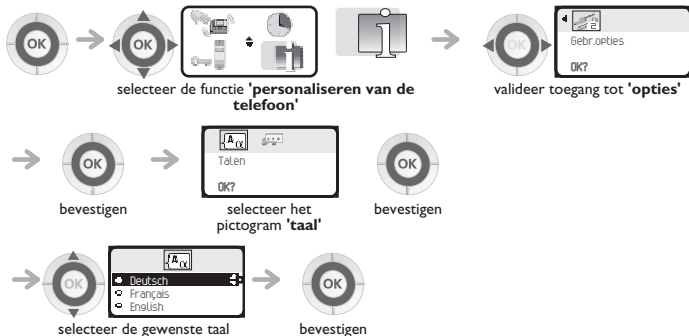 OK
OK
selecteer de functie 'personaliseren van de
telefoon'
OK
2
Gebr.opties
OK?
valideer toegang tot 'opties'
OK
bevestigen
Talen
OK?
selecteer het
pictogram 'taal'
OK
bevestigen
OK
Deutsch
Français
English
selecteer de gewenste taal
OK
bevestigen